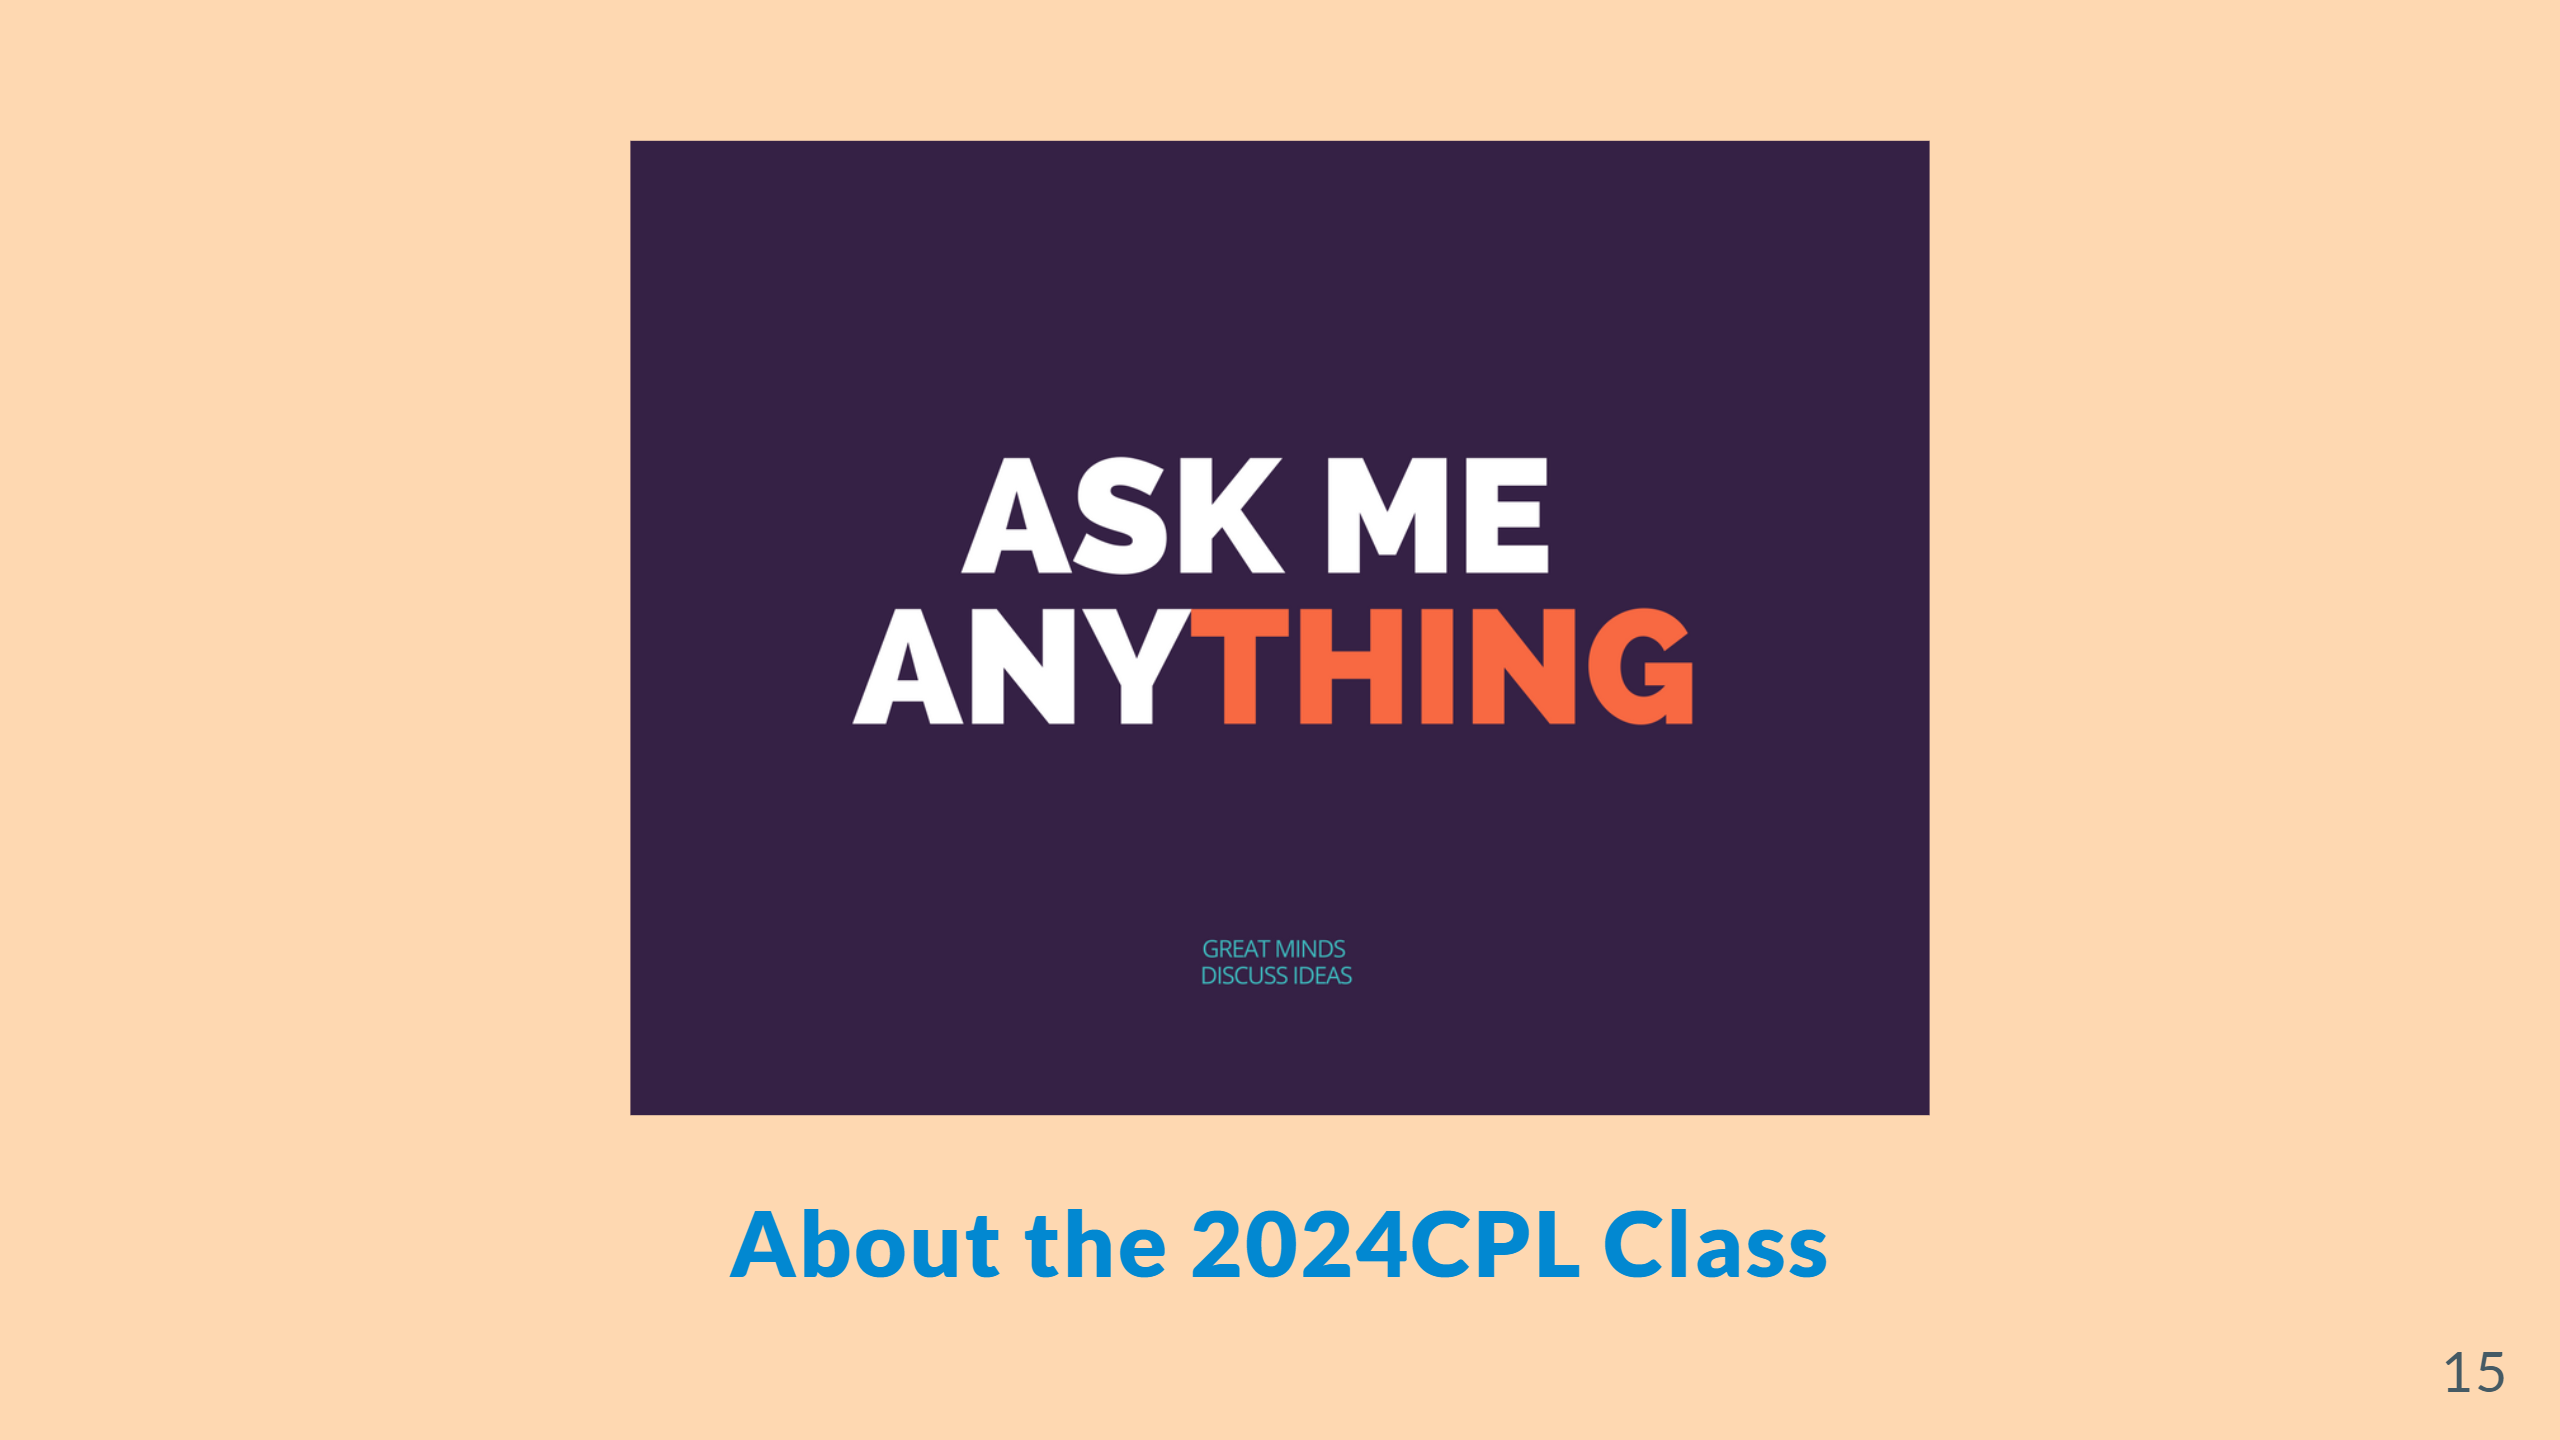 ASK ME
ANYTHING
GREAT MINDS
DISCUSS IDEAS
About the 2024CPL Class
15